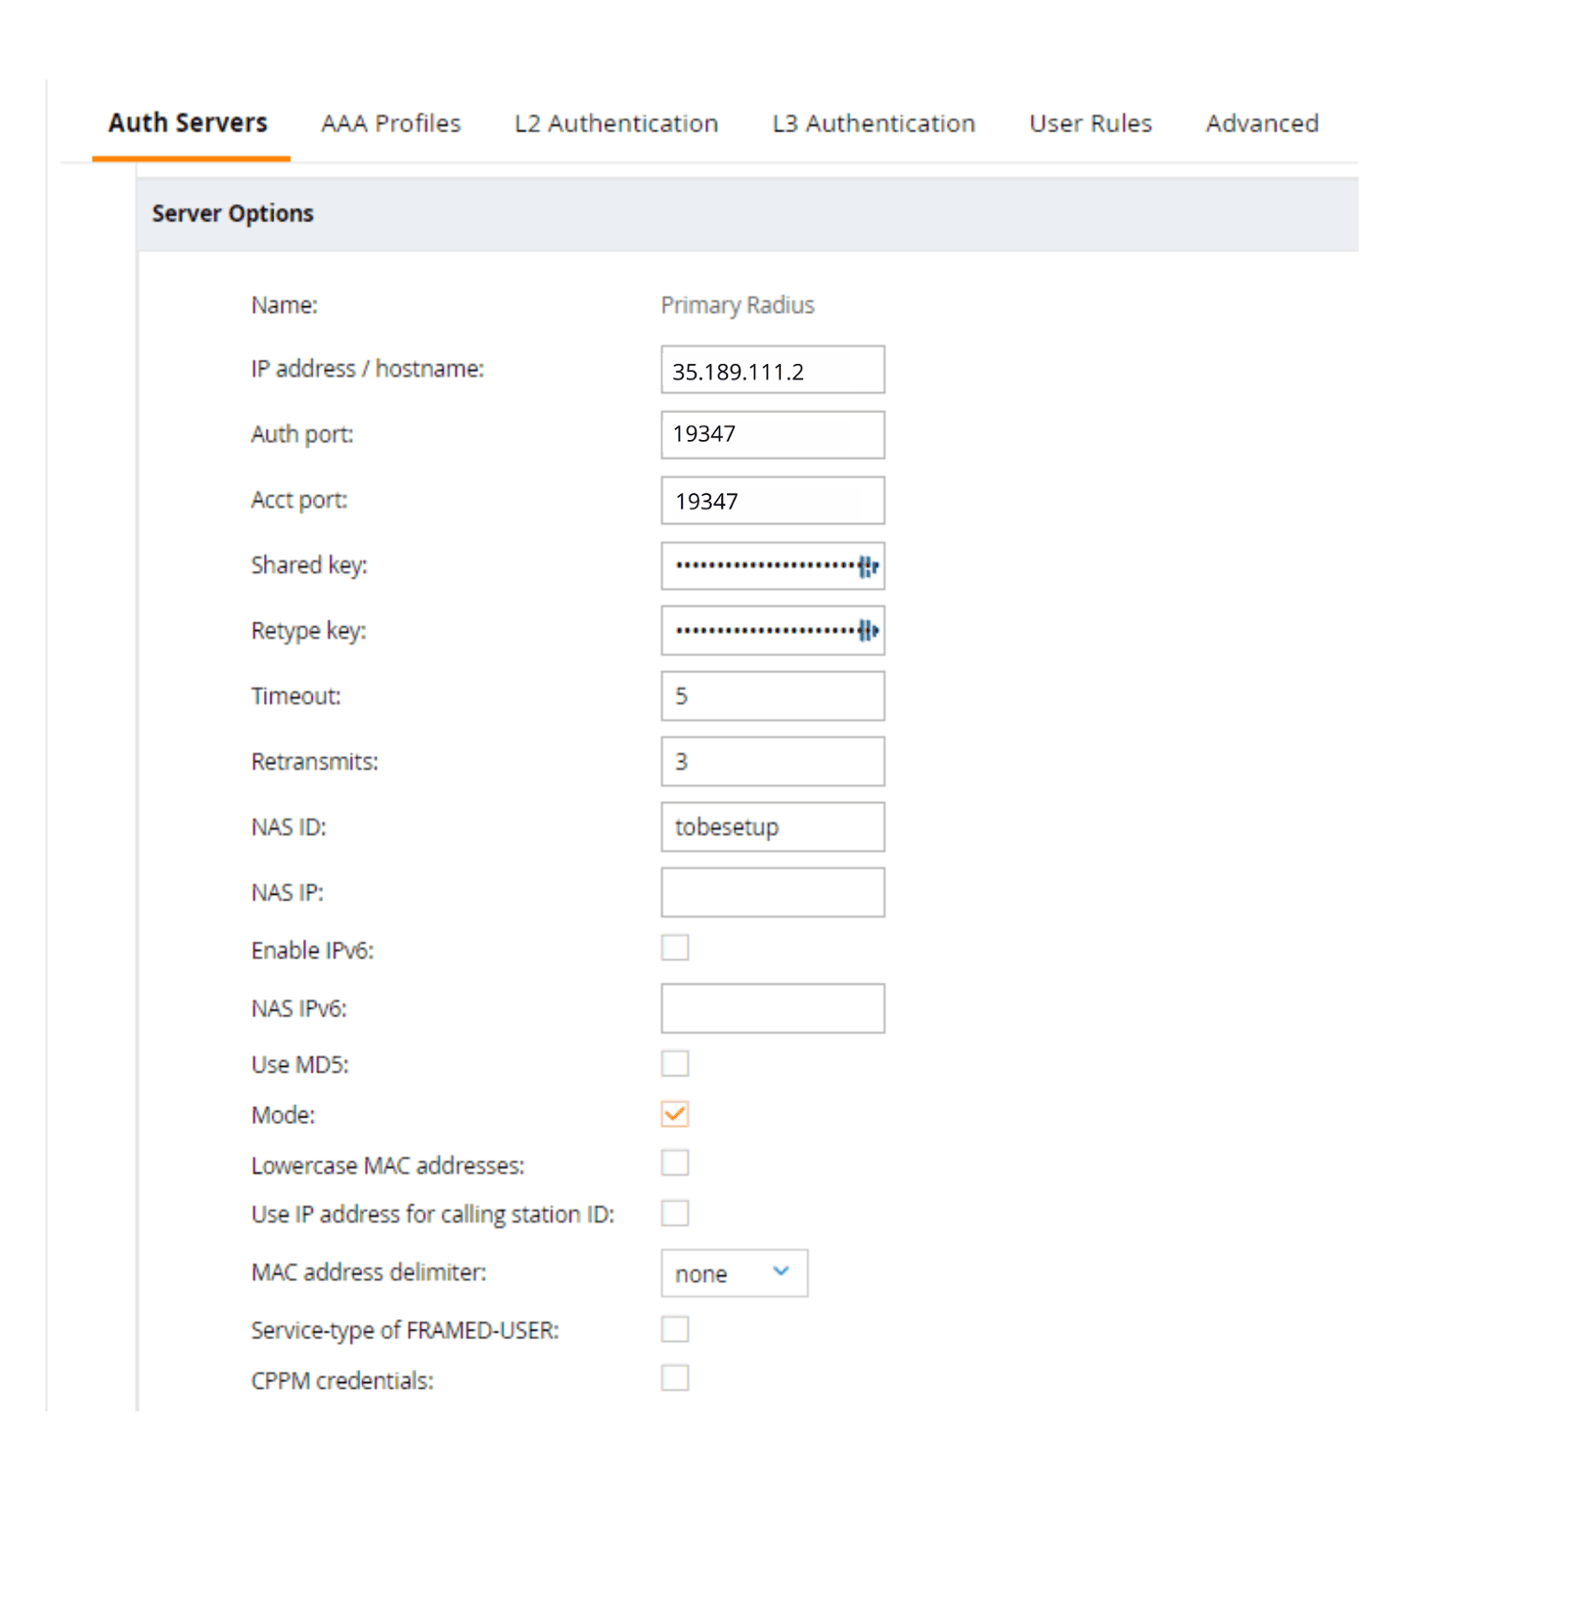 Auth Servers AAA Profiles L2 Authentication L3 Authentication User Rules Advanced
Server Options
Name: Primary Radius
IP address / hostname: 35.189.111.2
Auth port: 19347
Acct port: 19347
Shared key: ••••••••••••••••••••••
Retype key: ••••••••••••••••••••••
Timeout: 5
Retransmits: 3
NAS ID: tobesetup
NAS IP:
Enable IPv6:
NAS IPv6:
Use MD5:
Mode:
Lowercase MAC addresses:
Use IP address for calling station ID:
MAC address delimiter: none
Service-type of FRAMED-USER:
CPPM credentials: